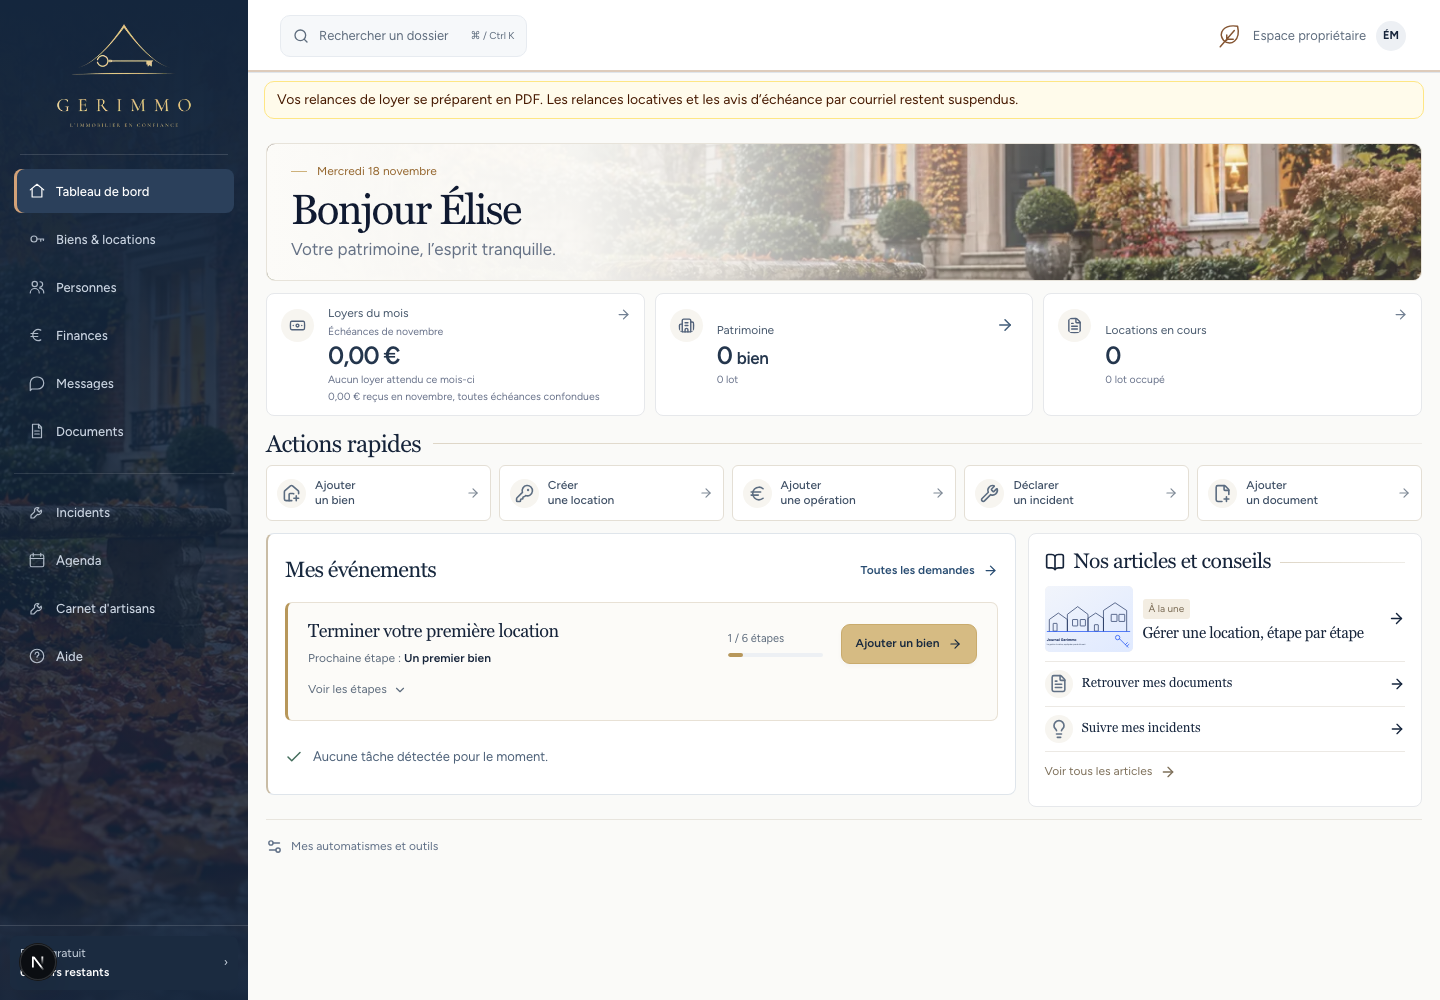 GERIMMO
L'IMMOBILIER EN CONFIANCE
Tableau de bord
Biens & locations
Personnes
Finances
Messages
Documents
Incidents
Agenda
Carnet d'artisans
Aide
gratuit
restants
N
Rechercher un dossier
⌘ / Ctrl K
Espace propriétaire
ÉM
Vos relances de loyer se préparent en PDF. Les relances locatives et les avis d’échéance par courriel restent suspendus.
Mercredi 18 novembre
Bonjour Élise
Votre patrimoine, l’esprit tranquille.
Loyers du mois
Échéances de novembre
0,00 €
Aucun loyer attendu ce mois-ci
0,00 € reçus en novembre, toutes échéances confondues
Patrimoine
0 bien
0 lot
Locations en cours
0
0 lot occupé
Actions rapides
Ajouter
un bien
Créer
une location
Ajouter
une opération
Déclarer
un incident
Ajouter
un document
Mes événements
Toutes les demandes
Terminer votre première location
Prochaine étape : Un premier bien
1 / 6 étapes
Ajouter un bien
Voir les étapes
Aucune tâche détectée pour le moment.
Nos articles et conseils
Journal Gerimmo
À la une
Gérer une location, étape par étape
Retrouver mes documents
Suivre mes incidents
Voir tous les articles
Mes automatismes et outils